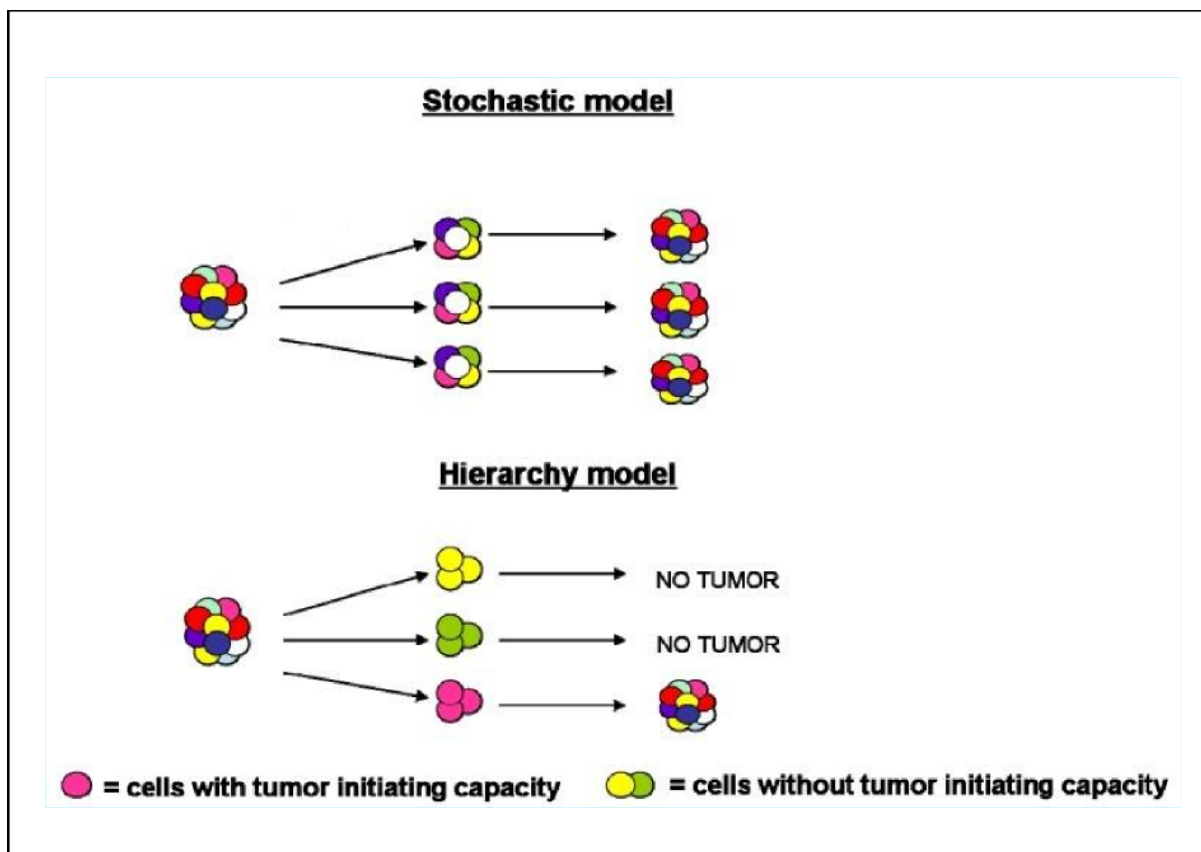 Stochastic model
Hierarchy model
NO TUMOR
NO TUMOR
= cells with tumor initiating capacity
= cells without tumor initiating capacity